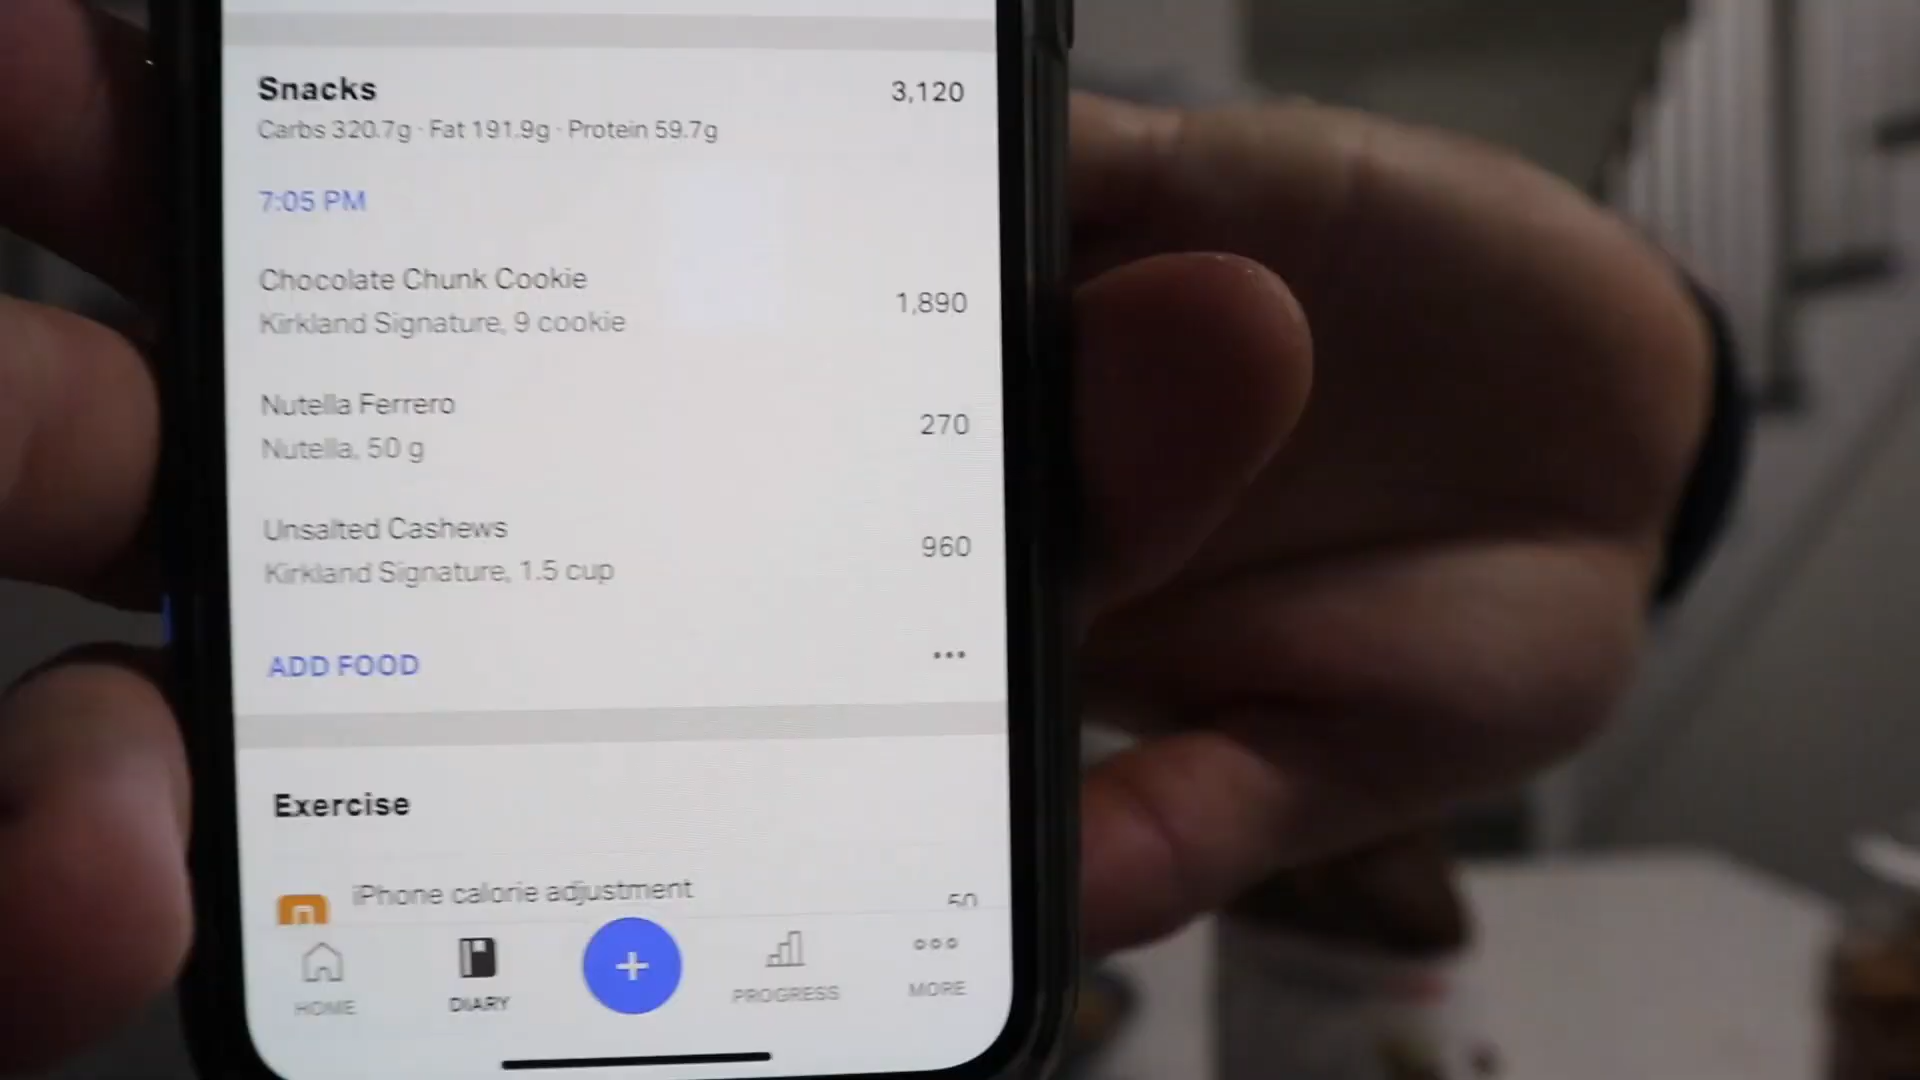 Snacks 3,120
Carbs 320.7g · Fat 191.9g · Protein 59.7g
7:05 PM
Chocolate Chunk Cookie
Kirkland Signature, 9 cookie 1,890
Nutella Ferrero
Nutella, 50 g 270
Unsalted Cashews
Kirkland Signature, 1.5 cup 960
ADD FOOD
Exercise
iPhone calorie adjustment 50
HOME DIARY PROGRESS MORE